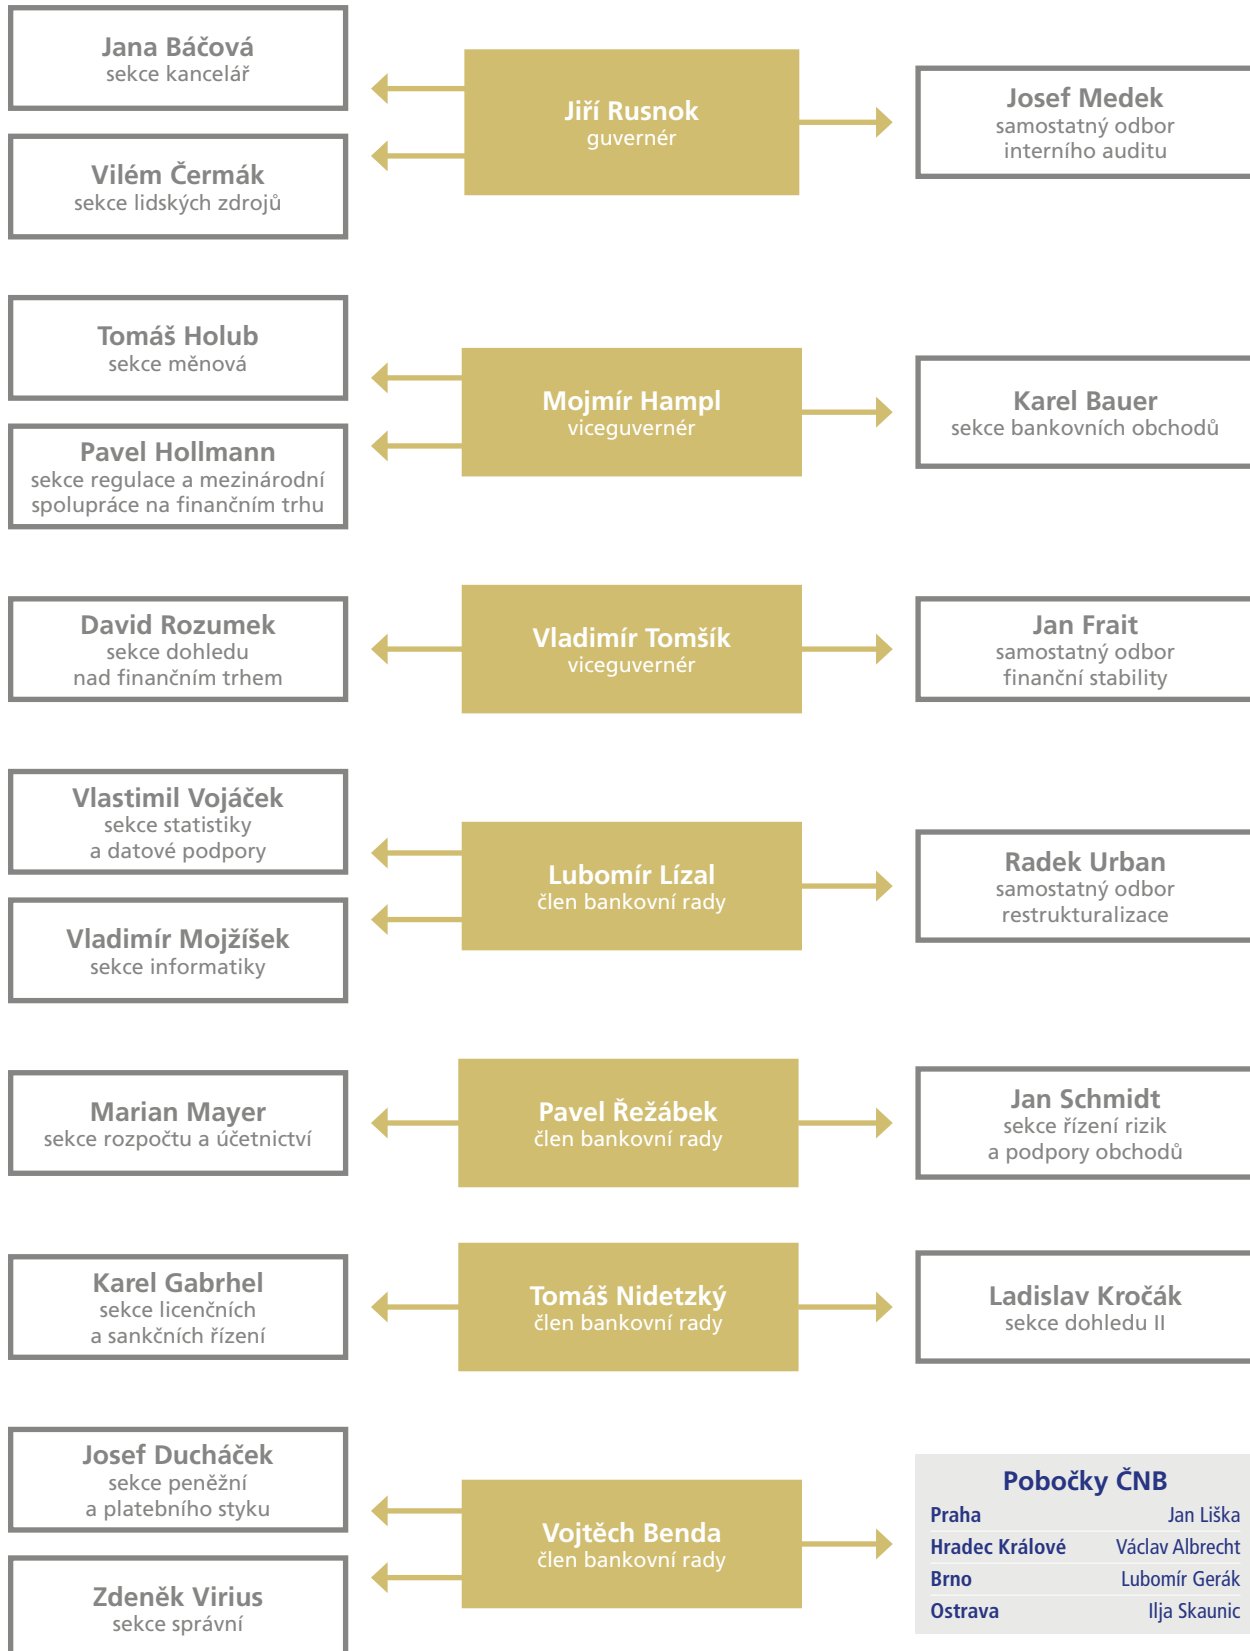 Jana Báčová
sekce kancelář
Vilém Čermák
sekce lidských zdrojů
Jiří Rusnok
guvernér
Josef Medek
samostatný odbor
interního auditu
Tomáš Holub
sekce měnová
Pavel Hollmann
sekce regulace a mezinárodní
spolupráce na finančním trhu
Mojmír Hampl
viceguvernér
Karel Bauer
sekce bankovních obchodů
David Rozumek
sekce dohledu
nad finančním trhem
Vladimír Tomšík
viceguvernér
Jan Frait
samostatný odbor
finanční stability
Vlastimil Vojáček
sekce statistiky
a datové podpory
Vladimír Mojžíšek
sekce informatiky
Lubomír Lízal
člen bankovní rady
Radek Urban
samostatný odbor
restrukturalizace
Marian Mayer
sekce rozpočtu a účetnictví
Pavel Řežábek
člen bankovní rady
Jan Schmidt
sekce řízení rizik
a podpory obchodů
Karel Gabrhel
sekce licenčních
a sankčních řízení
Tomáš Nidetzký
člen bankovní rady
Ladislav Kročák
sekce dohledu II
Josef Ducháček
sekce peněžní
a platebního styku
Zdeněk Virius
sekce správní
Vojtěch Benda
člen bankovní rady
Pobočky ČNB
Praha Jan Liška
Hradec Králové Václav Albrecht
Brno Lubomír Gerák
Ostrava Ilja Skaunic